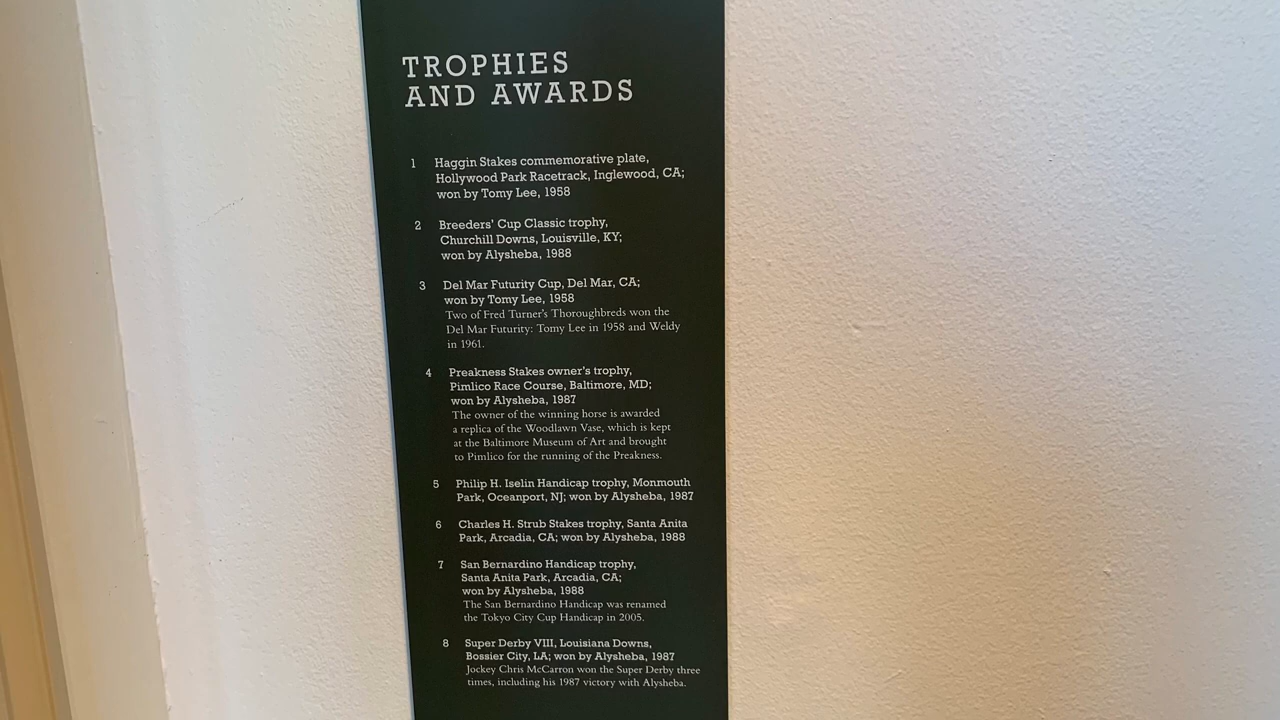 TROPHIES
AND AWARDS
1 Haggin Stakes commemorative plate,
Hollywood Park Racetrack, Inglewood, CA;
won by Tomy Lee, 1958
2 Breeders' Cup Classic trophy,
Churchill Downs, Louisville, KY;
won by Alysheba, 1988
3 Del Mar Futurity Cup, Del Mar, CA;
won by Tomy Lee, 1958
Two of Fred Turner's Thoroughbreds won the
Del Mar Futurity: Tomy Lee in 1958 and Weldy
in 1961.
4 Preakness Stakes owner's trophy,
Pimlico Race Course, Baltimore, MD;
won by Alysheba, 1987
The owner of the winning horse is awarded
a replica of the Woodlawn Vase, which is kept
at the Baltimore Museum of Art and brought
to Pimlico for the running of the Preakness.
5 Philip H. Iselin Handicap trophy, Monmouth
Park, Oceanport, NJ; won by Alysheba, 1987
6 Charles H. Strub Stakes trophy, Santa Anita
Park, Arcadia, CA; won by Alysheba, 1988
7 San Bernardino Handicap trophy,
Santa Anita Park, Arcadia, CA;
won by Alysheba, 1988
The San Bernardino Handicap was renamed
the Tokyo City Cup Handicap in 2005.
8 Super Derby VIII, Louisiana Downs,
Bossier City, LA; won by Alysheba, 1987
Jockey Chris McCarron won the Super Derby three
times, including his 1987 victory with Alysheba.